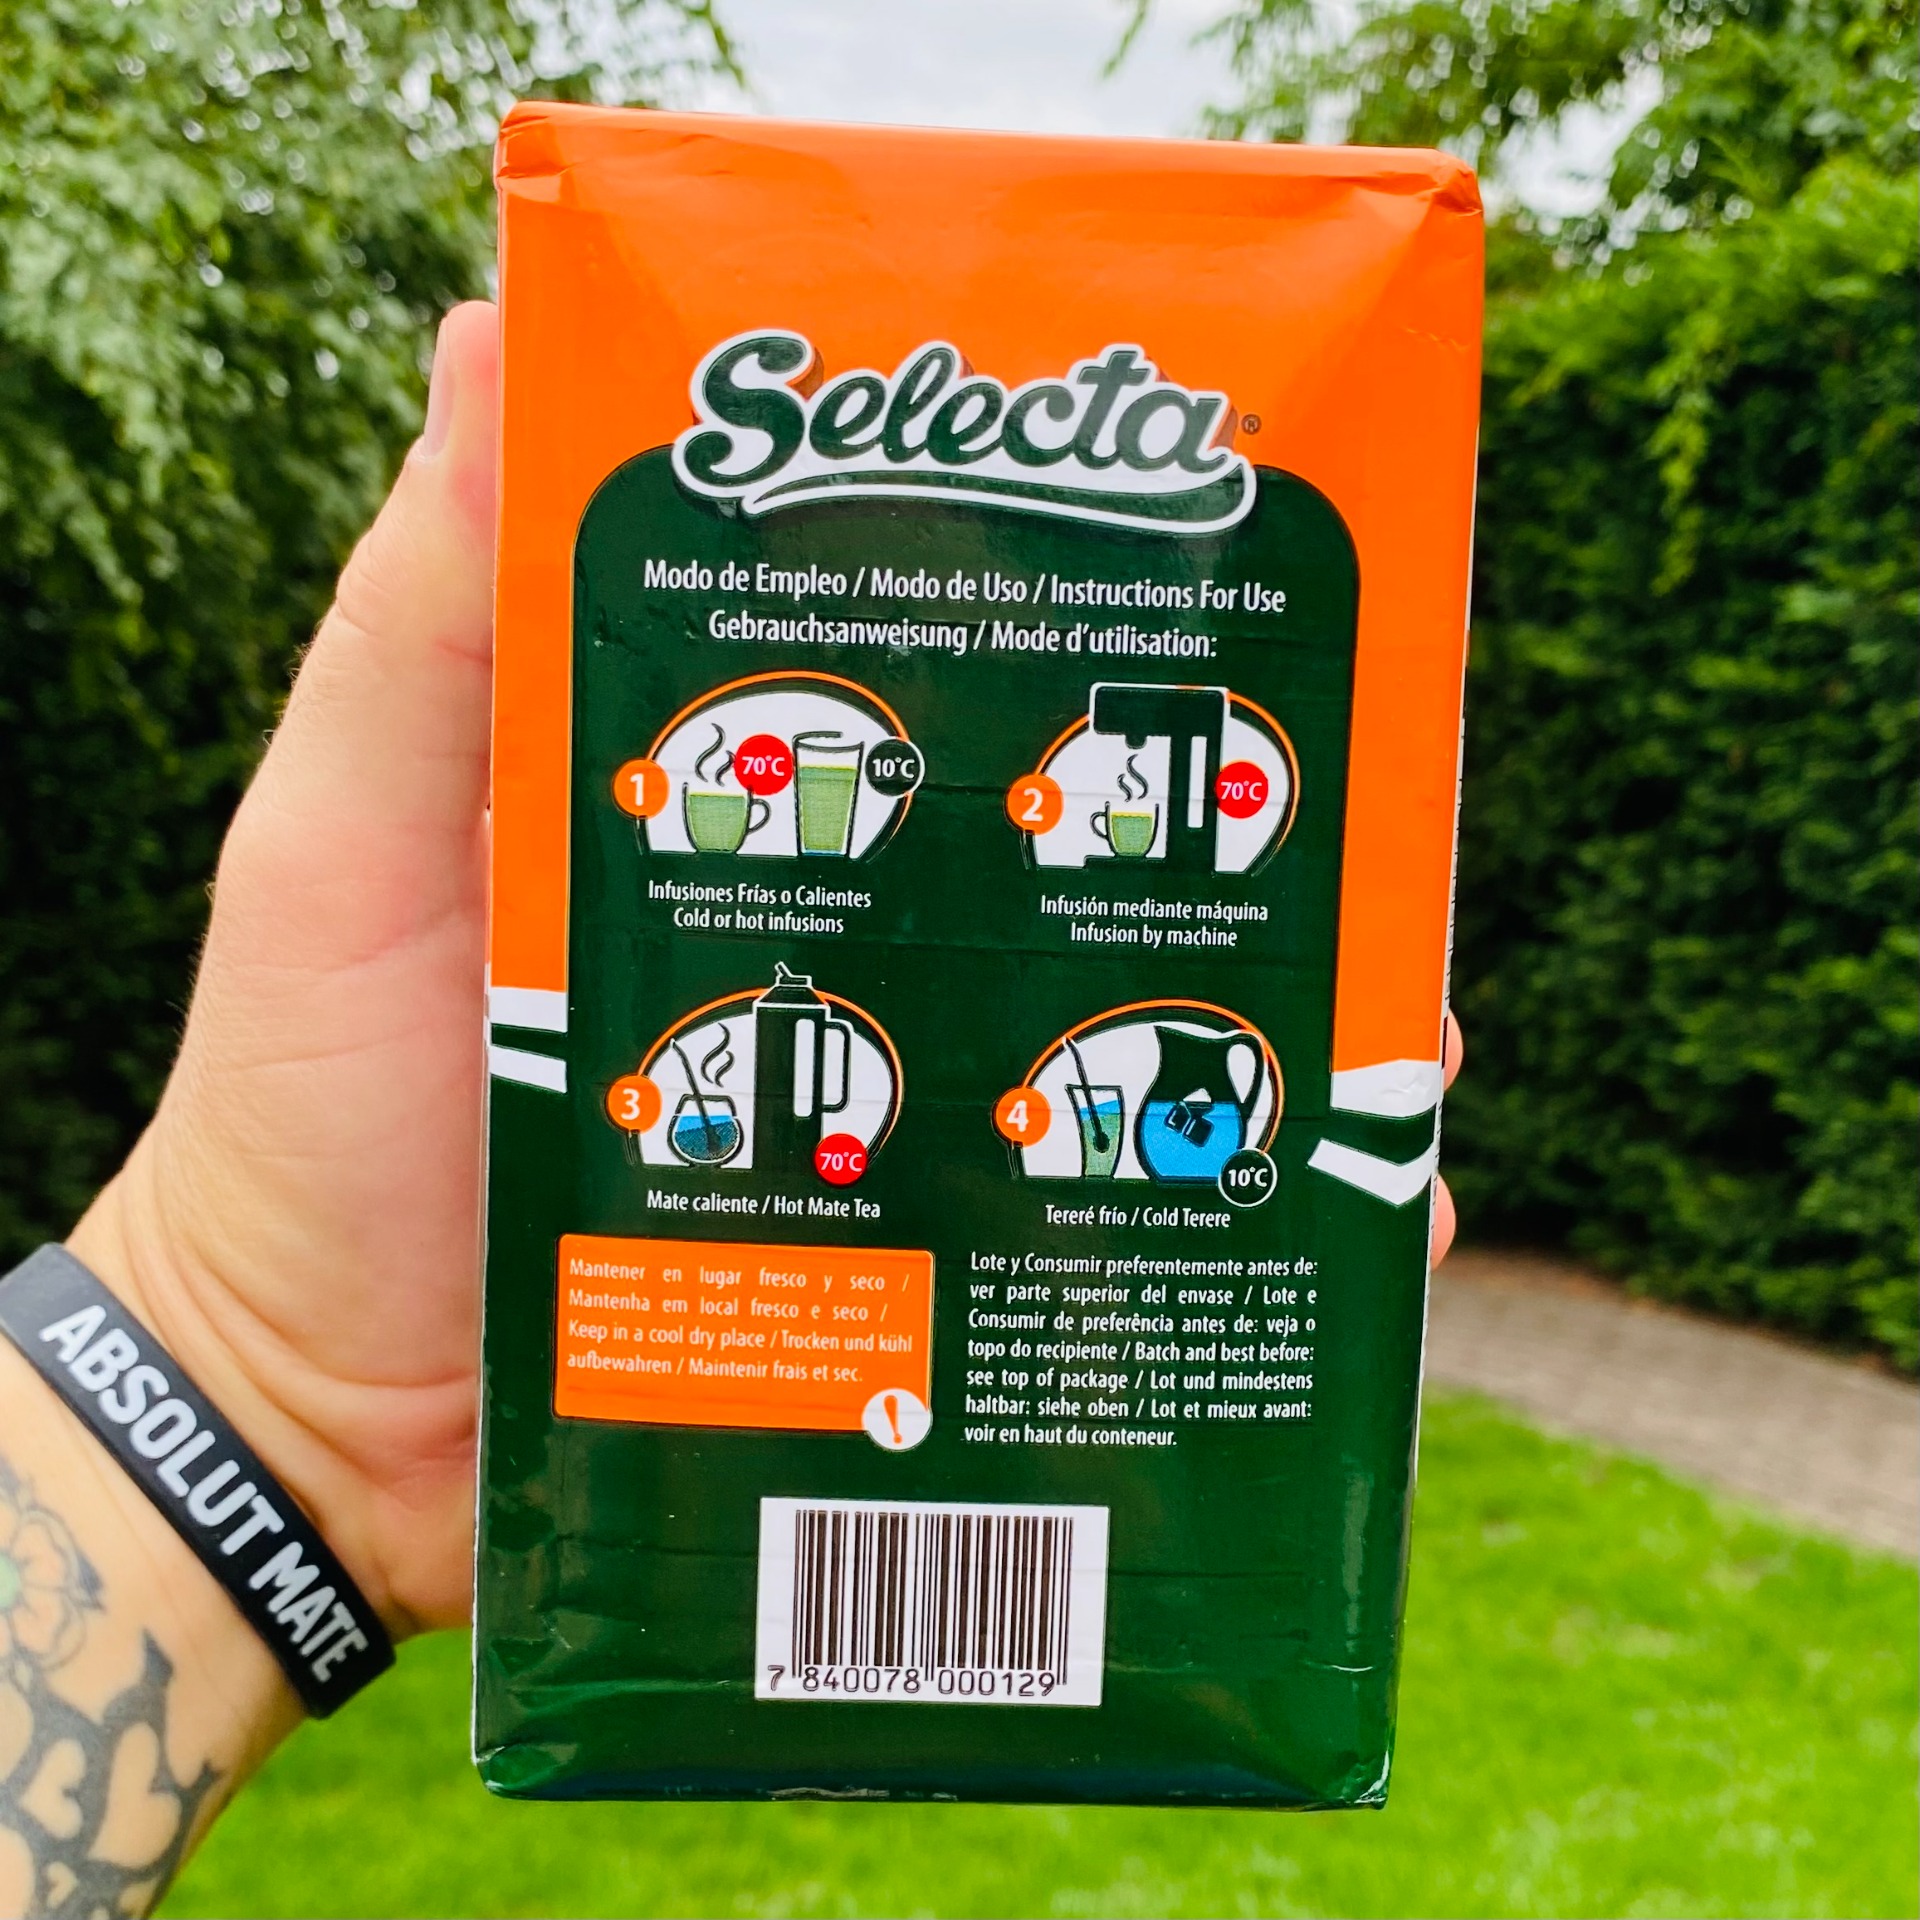 Selecta®
Modo de Empleo / Modo de Uso / Instructions For Use
Gebrauchsanweisung / Mode d'utilisation:
1
70°C
10°C
Infusiones Frías o Calientes
Cold or hot infusions
2
70°C
Infusión mediante máquina
Infusion by machine
3
70°C
Mate caliente / Hot Mate Tea
4
10°C
Tereré frío / Cold Terere
Mantener en lugar fresco y seco /
Mantenha em local fresco e seco /
Keep in a cool dry place / Trocken und kühl
aufbewahren / Maintenir frais et sec.
!
Lote y Consumir preferentemente antes de:
ver parte superior del envase / Lote e
Consumir de preferência antes de: veja o
topo do recipiente / Batch and best before:
see top of package / Lot und mindestens
haltbar: siehe oben / Lot et mieux avant:
voir en haut du conteneur.
7 840078 000129
ABSOLUT MATE